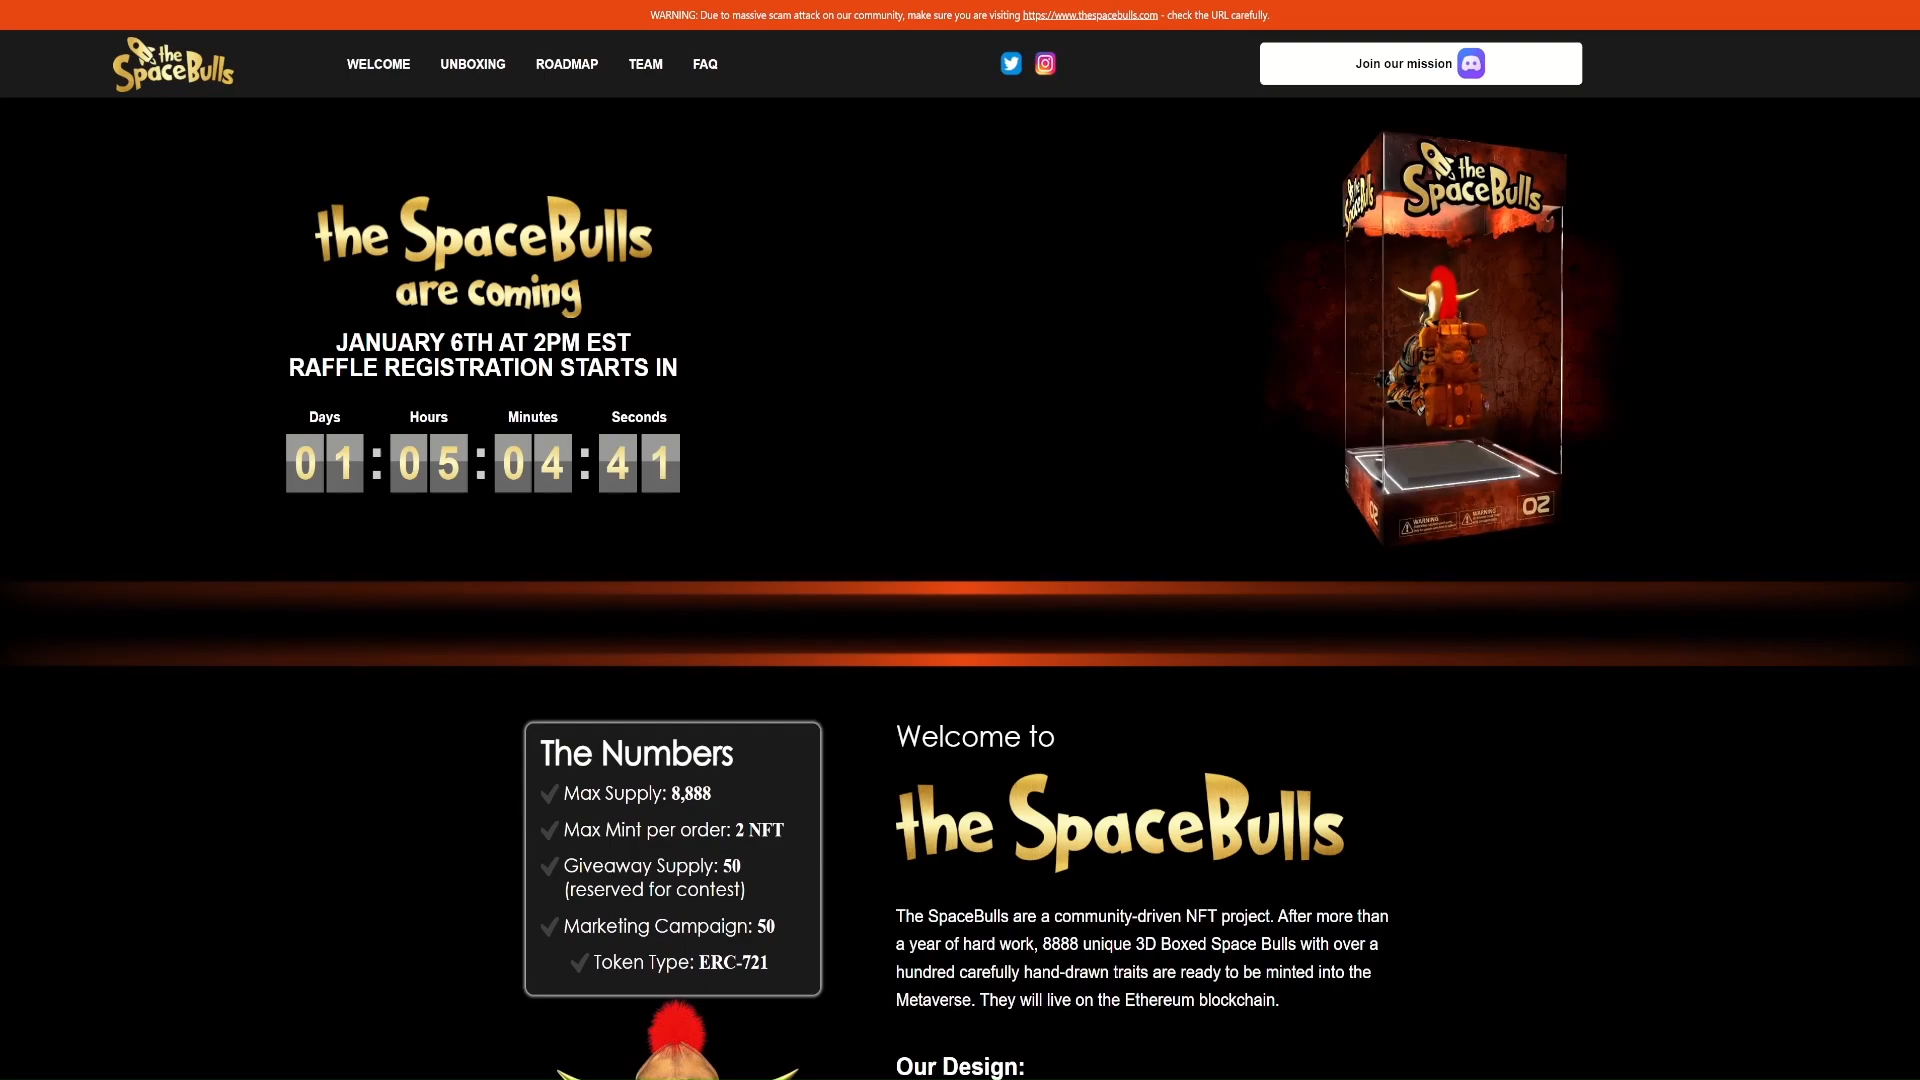 WARNING: Due to massive scam attack on our community, make sure you are visiting https://www.thespacebulls.com - check the URL carefully.
the SpaceBulls
WELCOME UNBOXING ROADMAP TEAM FAQ
Join our mission
the SpaceBulls
are coming
JANUARY 6TH AT 2PM EST
RAFFLE REGISTRATION STARTS IN
Days Hours Minutes Seconds
01:05:04:41
the SpaceBulls
the SpaceBulls
WARNING
WARNING
02
02
The Numbers
Max Supply: 8,888
Max Mint per order: 2 NFT
Giveaway Supply: 50
(reserved for contest)
Marketing Campaign: 50
Token Type: ERC-721
Welcome to
the SpaceBulls
The SpaceBulls are a community-driven NFT project. After more than
a year of hard work, 8888 unique 3D Boxed Space Bulls with over a
hundred carefully hand-drawn traits are ready to be minted into the
Metaverse. They will live on the Ethereum blockchain.
Our Design: